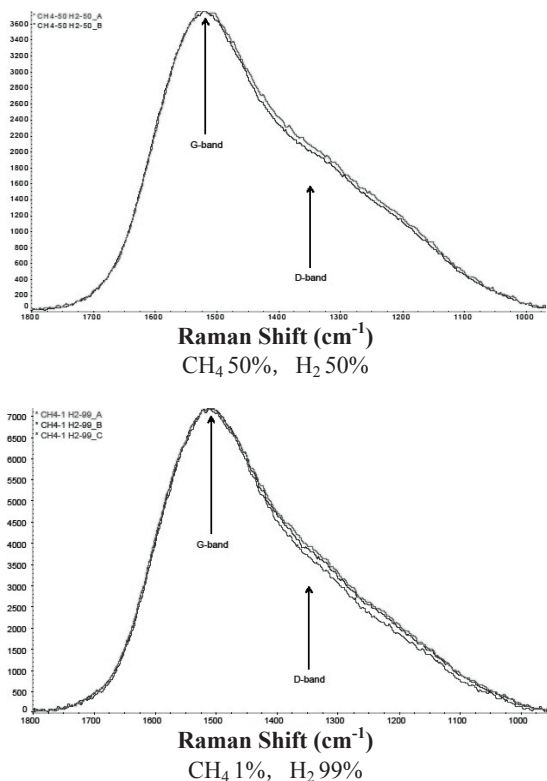 * CH4-50 H2-50_A
* CH4-50 H2-50_B
3600
3400
3200
3000
2800
2600
2400
2200
2000
1800
1600
1400
1200
1000
800
600
400
200
0
G-band
D-band
1800 1700 1600 1500 1400 1300 1200 1100 1000
Raman Shift (cm⁻¹)
CH₄ 50%, H₂ 50%
* CH4-1 H2-99_A
* CH4-1 H2-99_B
* CH4-1 H2-99_C
7000
6500
6000
5500
5000
4500
4000
3500
3000
2500
2000
1500
1000
500
0
G-band
D-band
1800 1700 1600 1500 1400 1300 1200 1100 1000
Raman Shift (cm⁻¹)
CH₄ 1%, H₂ 99%